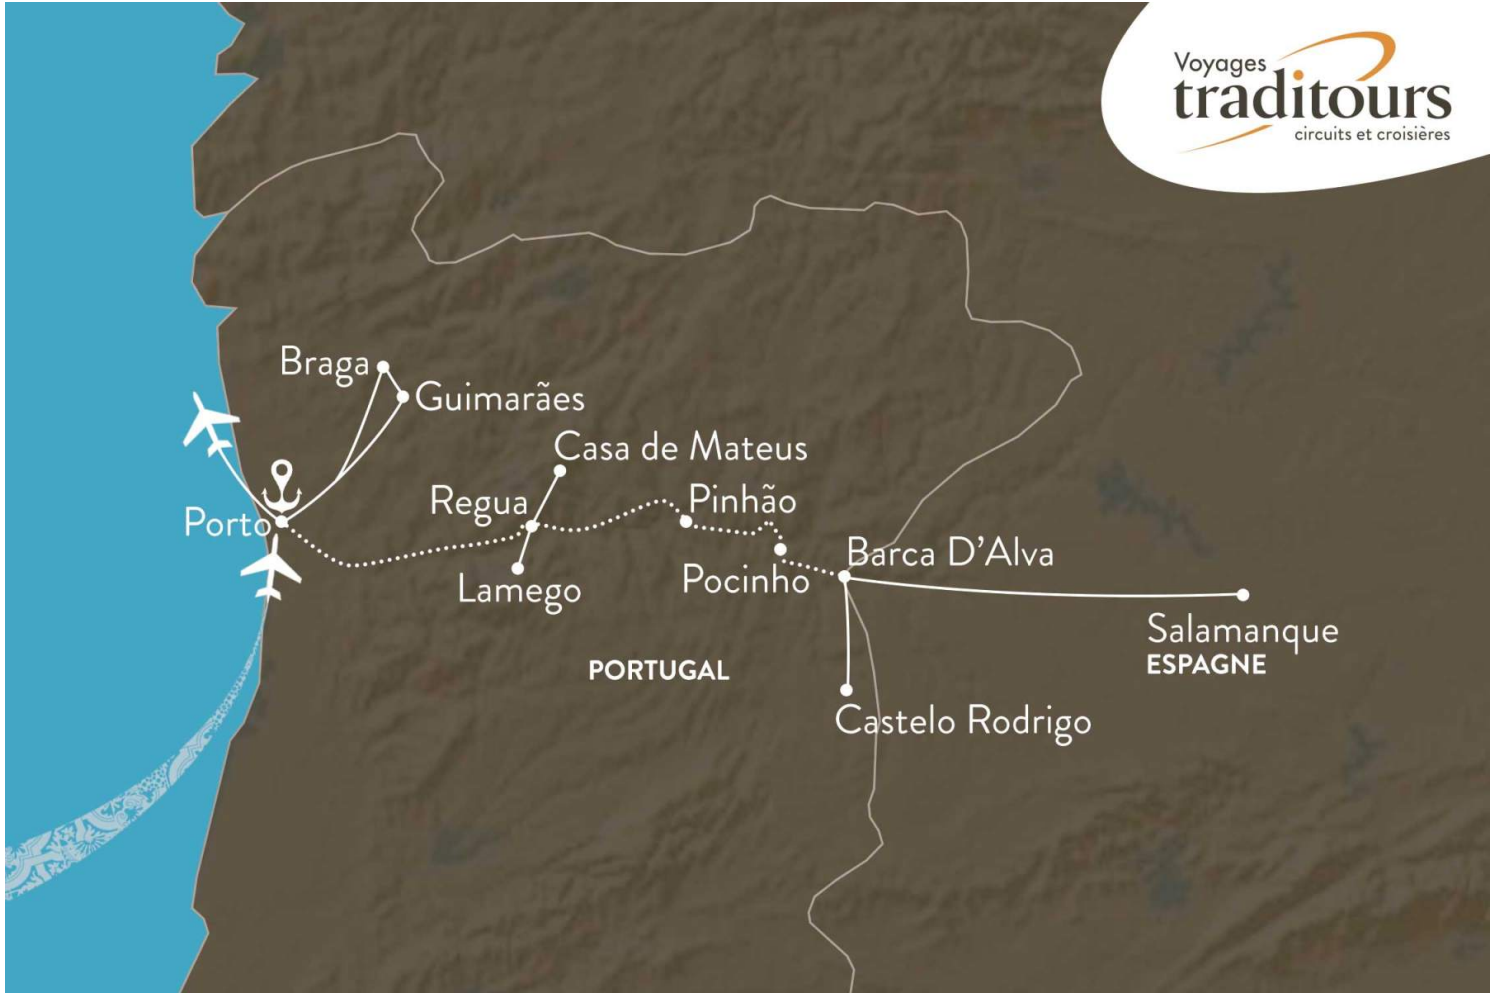 Voyages
traditours
circuits et croisières
Braga
Guimarães
Casa de Mateus
Regua
Pinhão
Porto
Barca D'Alva
Lamego
Pocinho
Salamanque
ESPAGNE
PORTUGAL
Castelo Rodrigo